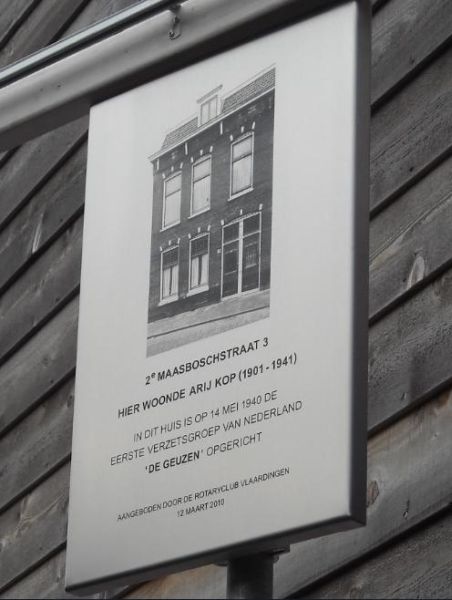 2e MAASBOSCHSTRAAT 3
HIER WOONDE ARIJ KOP (1901 - 1941)
IN DIT HUIS IS OP 14 MEI 1940 DE
EERSTE VERZETSGROEP VAN NEDERLAND
'DE GEUZEN' OPGERICHT
AANGEBODEN DOOR DE ROTARYCLUB VLAARDINGEN
12 MAART 2010